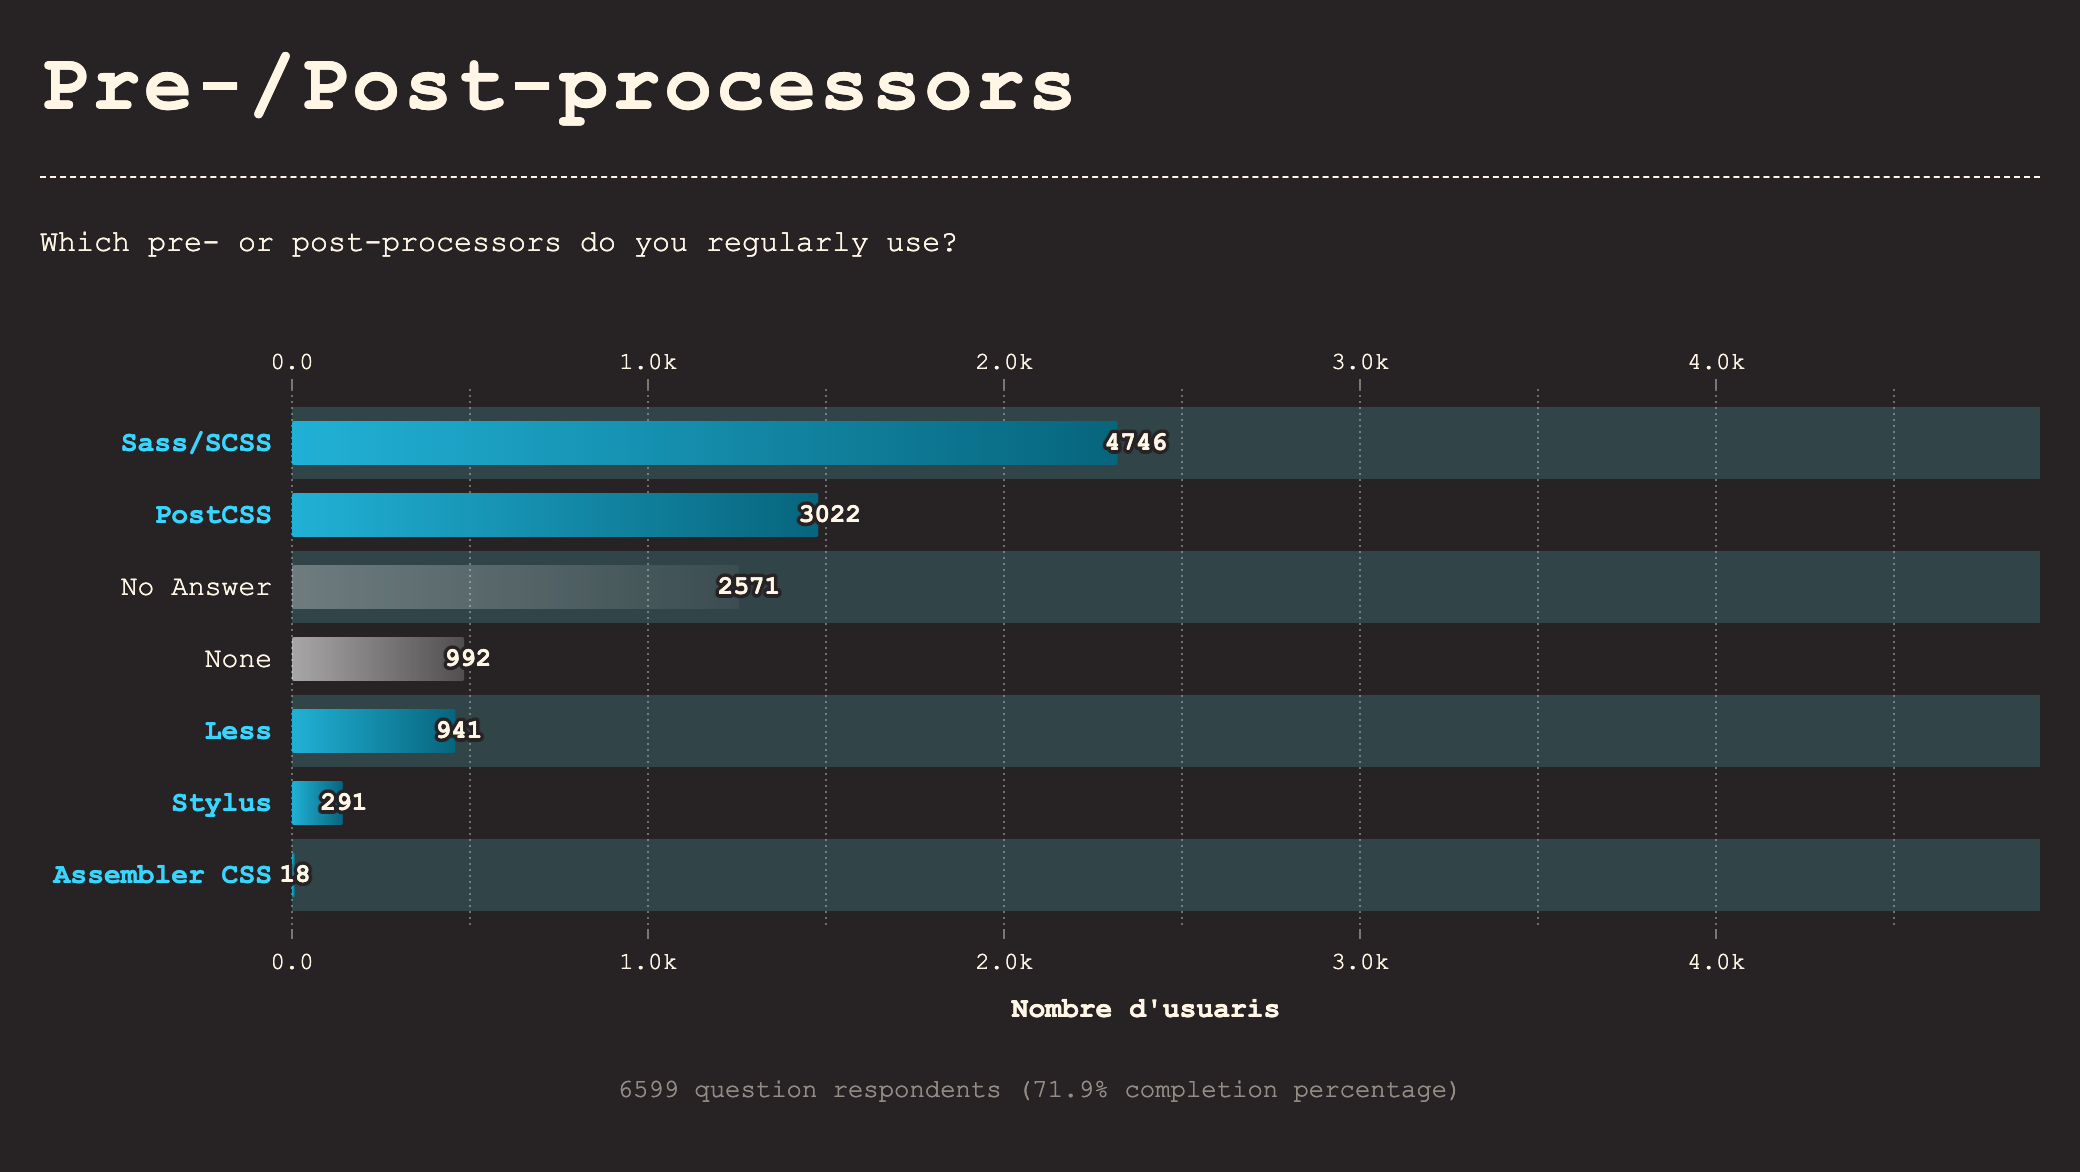 Pre-/Post-processors
Which pre- or post-processors do you regularly use?
0.0 1.0k 2.0k 3.0k 4.0k
Sass/SCSS 4746
PostCSS 3022
No Answer 2571
None 992
Less 941
Stylus 291
Assembler CSS 18
0.0 1.0k 2.0k 3.0k 4.0k
Nombre d'usuaris
6599 question respondents (71.9% completion percentage)